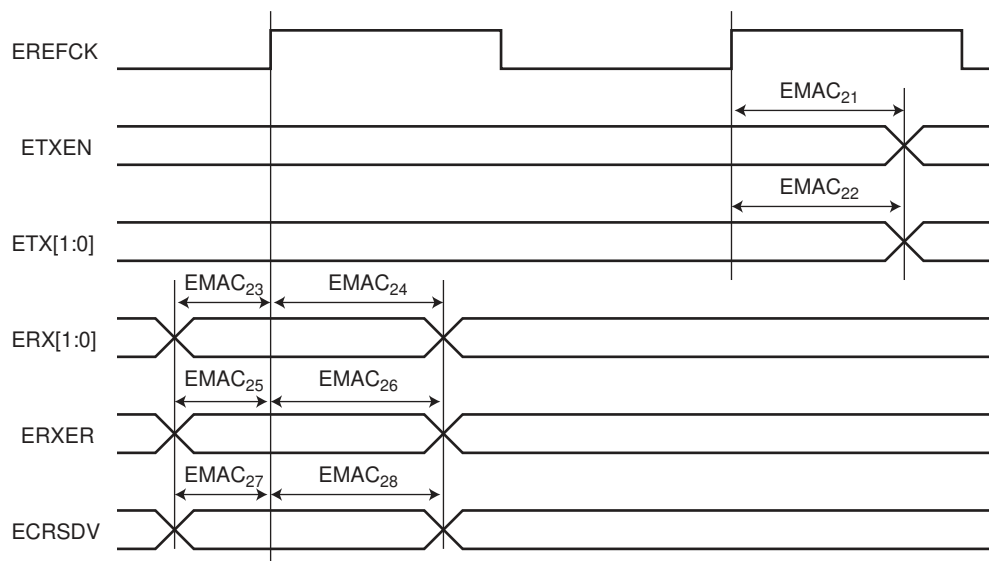 EREFCK
EMAC21
ETXEN
EMAC22
ETX[1:0]
EMAC23 EMAC24
ERX[1:0]
EMAC25 EMAC26
ERXER
EMAC27 EMAC28
ECRSDV